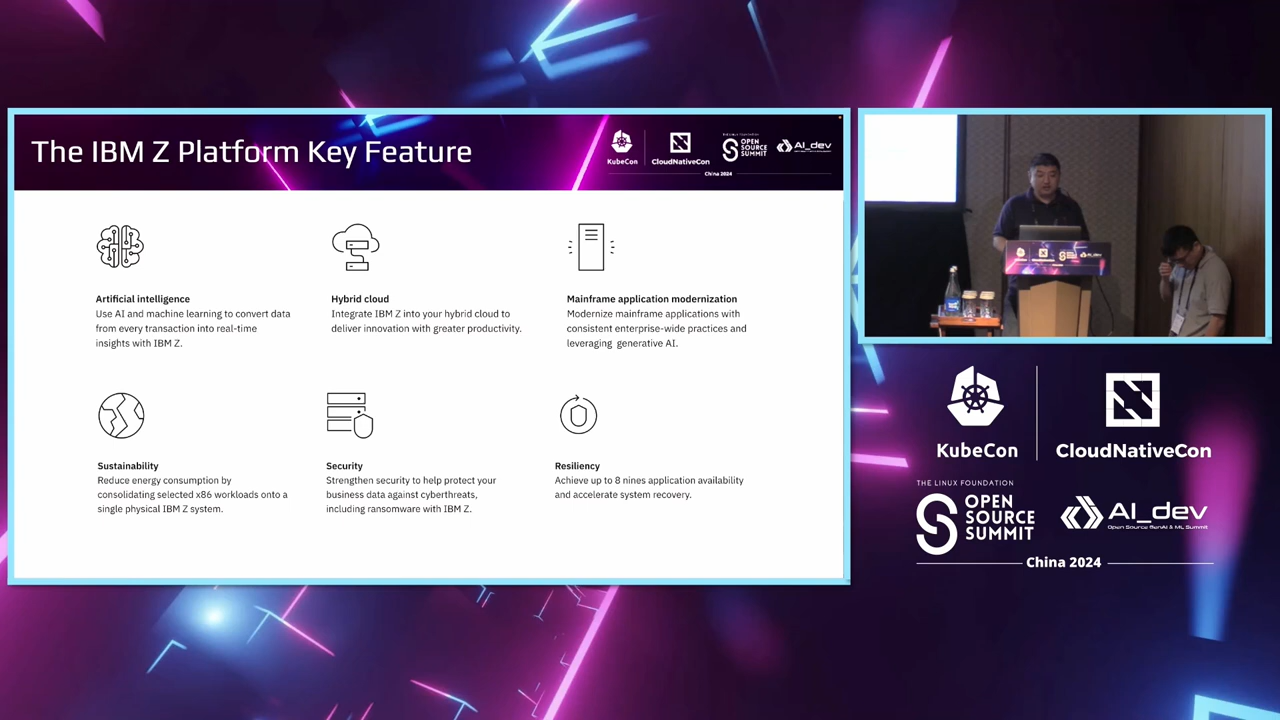 The IBM Z Platform Key Feature
KubeCon
CloudNativeCon
THE LINUX FOUNDATION
OPEN
SOURCE
SUMMIT
AI_dev
China 2024
Artificial intelligence
Use AI and machine learning to convert data
from every transaction into real-time
insights with IBM Z.
Hybrid cloud
Integrate IBM Z into your hybrid cloud to
deliver innovation with greater productivity.
Mainframe application modernization
Modernize mainframe applications with
consistent enterprise-wide practices and
leveraging generative AI.
Sustainability
Reduce energy consumption by
consolidating selected x86 workloads onto a
single physical IBM Z system.
Security
Strengthen security to help protect your
business data against cyberthreats,
including ransomware with IBM Z.
Resiliency
Achieve up to 8 nines application availability
and accelerate system recovery.
KubeCon
CloudNativeCon
THE LINUX FOUNDATION
OPEN
SOURCE
SUMMIT
AI_dev
Open Source GenAI & ML Summit
China 2024